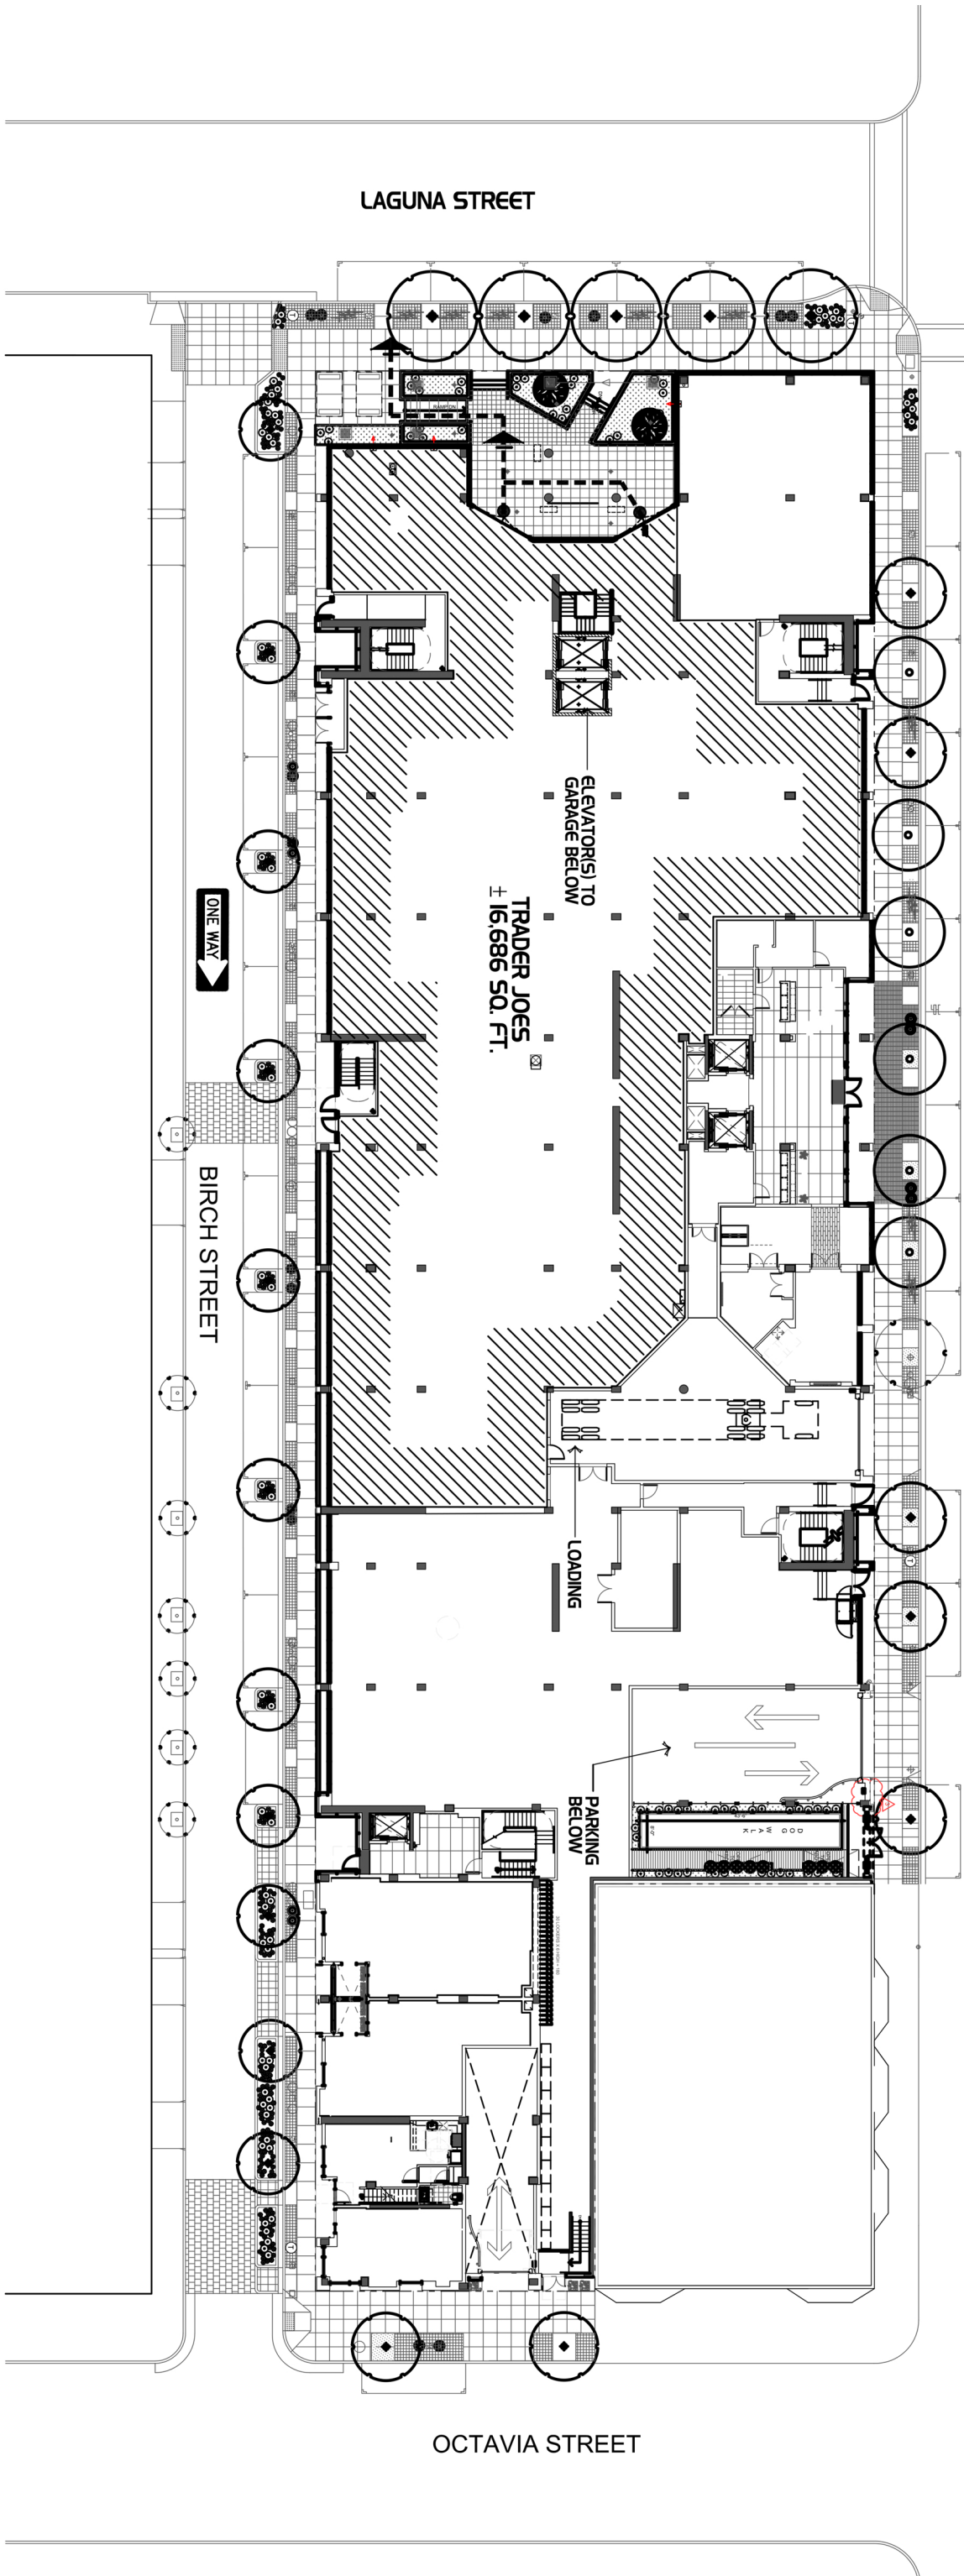 LAGUNA STREET
ELEVATOR(S) TO
GARAGE BELOW
TRADER JOES
± 16,686 SQ. FT.
ONE WAY
BIRCH STREET
LOADING
PARKING
BELOW
DOG WALK
OCTAVIA STREET